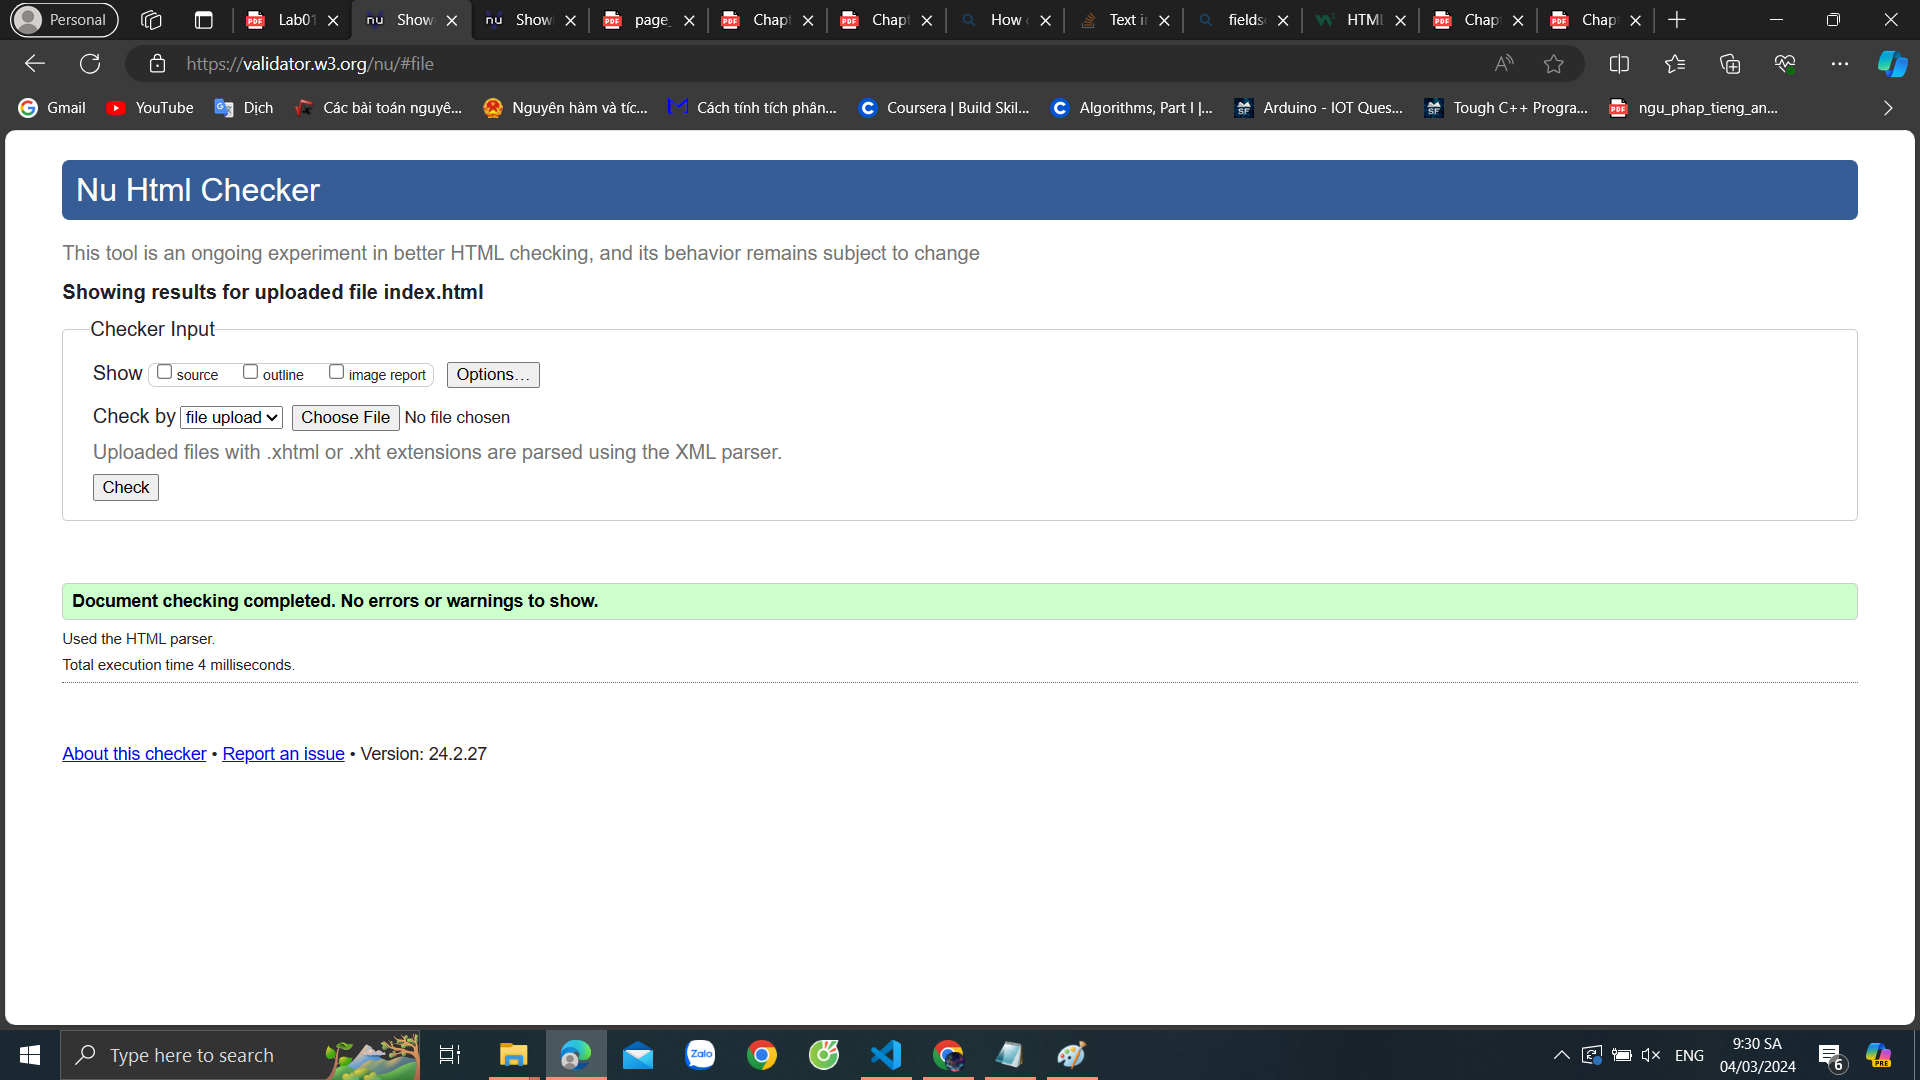 Personal
Lab01
Show
Show
page_
Chapt
Chapt
How
Text in
fields
HTML
Chap
Chap
https://validator.w3.org/nu/#file
Gmail
YouTube
Dịch
Các bài toán nguyê...
Nguyên hàm và tíc...
Cách tính tích phân...
Coursera | Build Skil...
Algorithms, Part I |...
Arduino - IOT Ques...
Tough C++ Progra...
ngu_phap_tieng_an...
Nu Html Checker
This tool is an ongoing experiment in better HTML checking, and its behavior remains subject to change
Showing results for uploaded file index.html
Checker Input
Show source outline image report Options...
Check by file upload Choose File No file chosen
Uploaded files with .xhtml or .xht extensions are parsed using the XML parser.
Check
Document checking completed. No errors or warnings to show.
Used the HTML parser.
Total execution time 4 milliseconds.
About this checker • Report an issue • Version: 24.2.27
Type here to search
Zalo
ENG
9:30 SA
04/03/2024
6
PRE